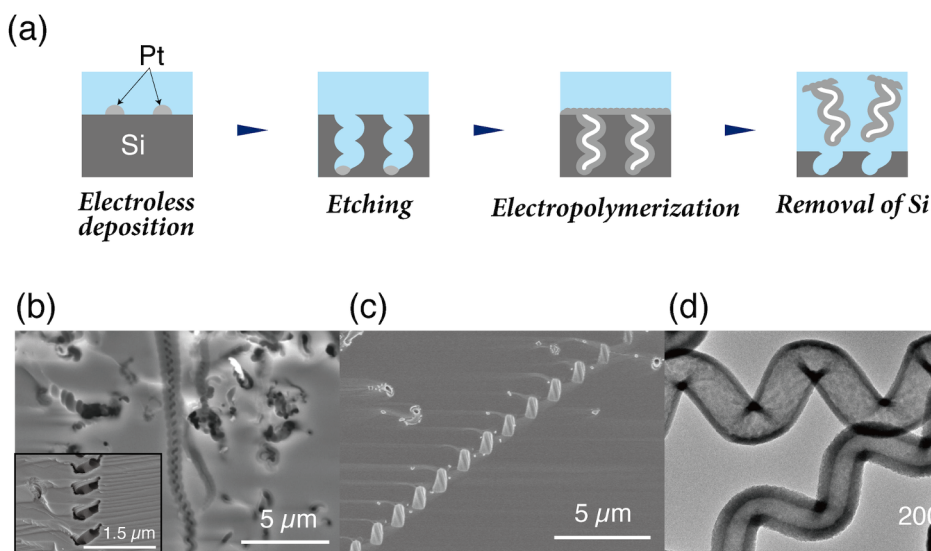 (a)
Pt
Si
Electroless
deposition
Etching
Electropolymerization
Removal of Si
(b)
(c)
(d)
1.5 µm
5 µm
5 µm
200